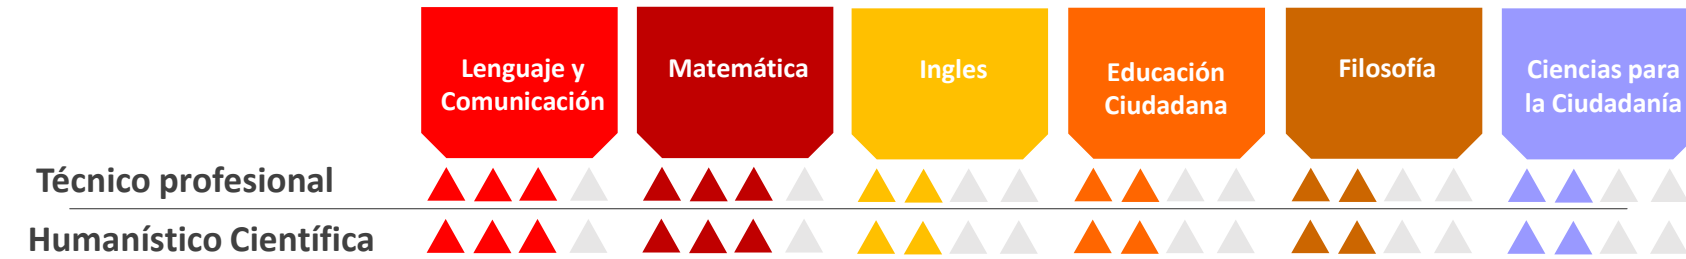 Lenguaje y
Comunicación
Matemática
Ingles
Educación
Ciudadana
Filosofía
Ciencias para
la Ciudadanía
Técnico profesional
Humanístico Científica